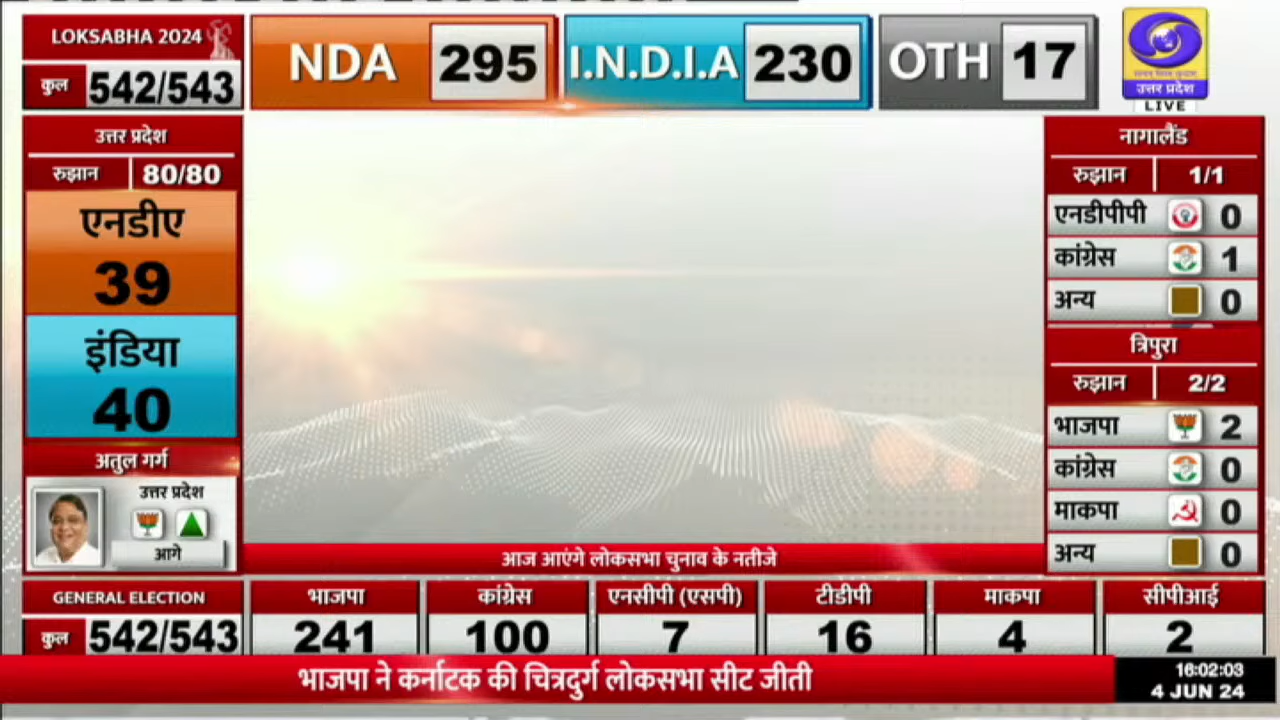 LOKSABHA 2024
कुल 542/543
NDA 295
I.N.D.I.A 230
OTH 17
उत्तर प्रदेश
LIVE
उत्तर प्रदेश
रुझान 80/80
एनडीए
39
इंडिया
40
अतुल गर्ग
उत्तर प्रदेश
आगे
नागालैंड
रुझान 1/1
एनडीपीपी 0
कांग्रेस 1
अन्य 0
त्रिपुरा
रुझान 2/2
भाजपा 2
कांग्रेस 0
माकपा 0
अन्य 0
आज आएंगे लोकसभा चुनाव के नतीजे
GENERAL ELECTION
कुल 542/543
भाजपा 241
कांग्रेस 100
एनसीपी (एसपी) 7
टीडीपी 16
माकपा 4
सीपीआई 2
भाजपा ने कर्नाटक की चित्रदुर्ग लोकसभा सीट जीती
16:02:03
4 JUN 24